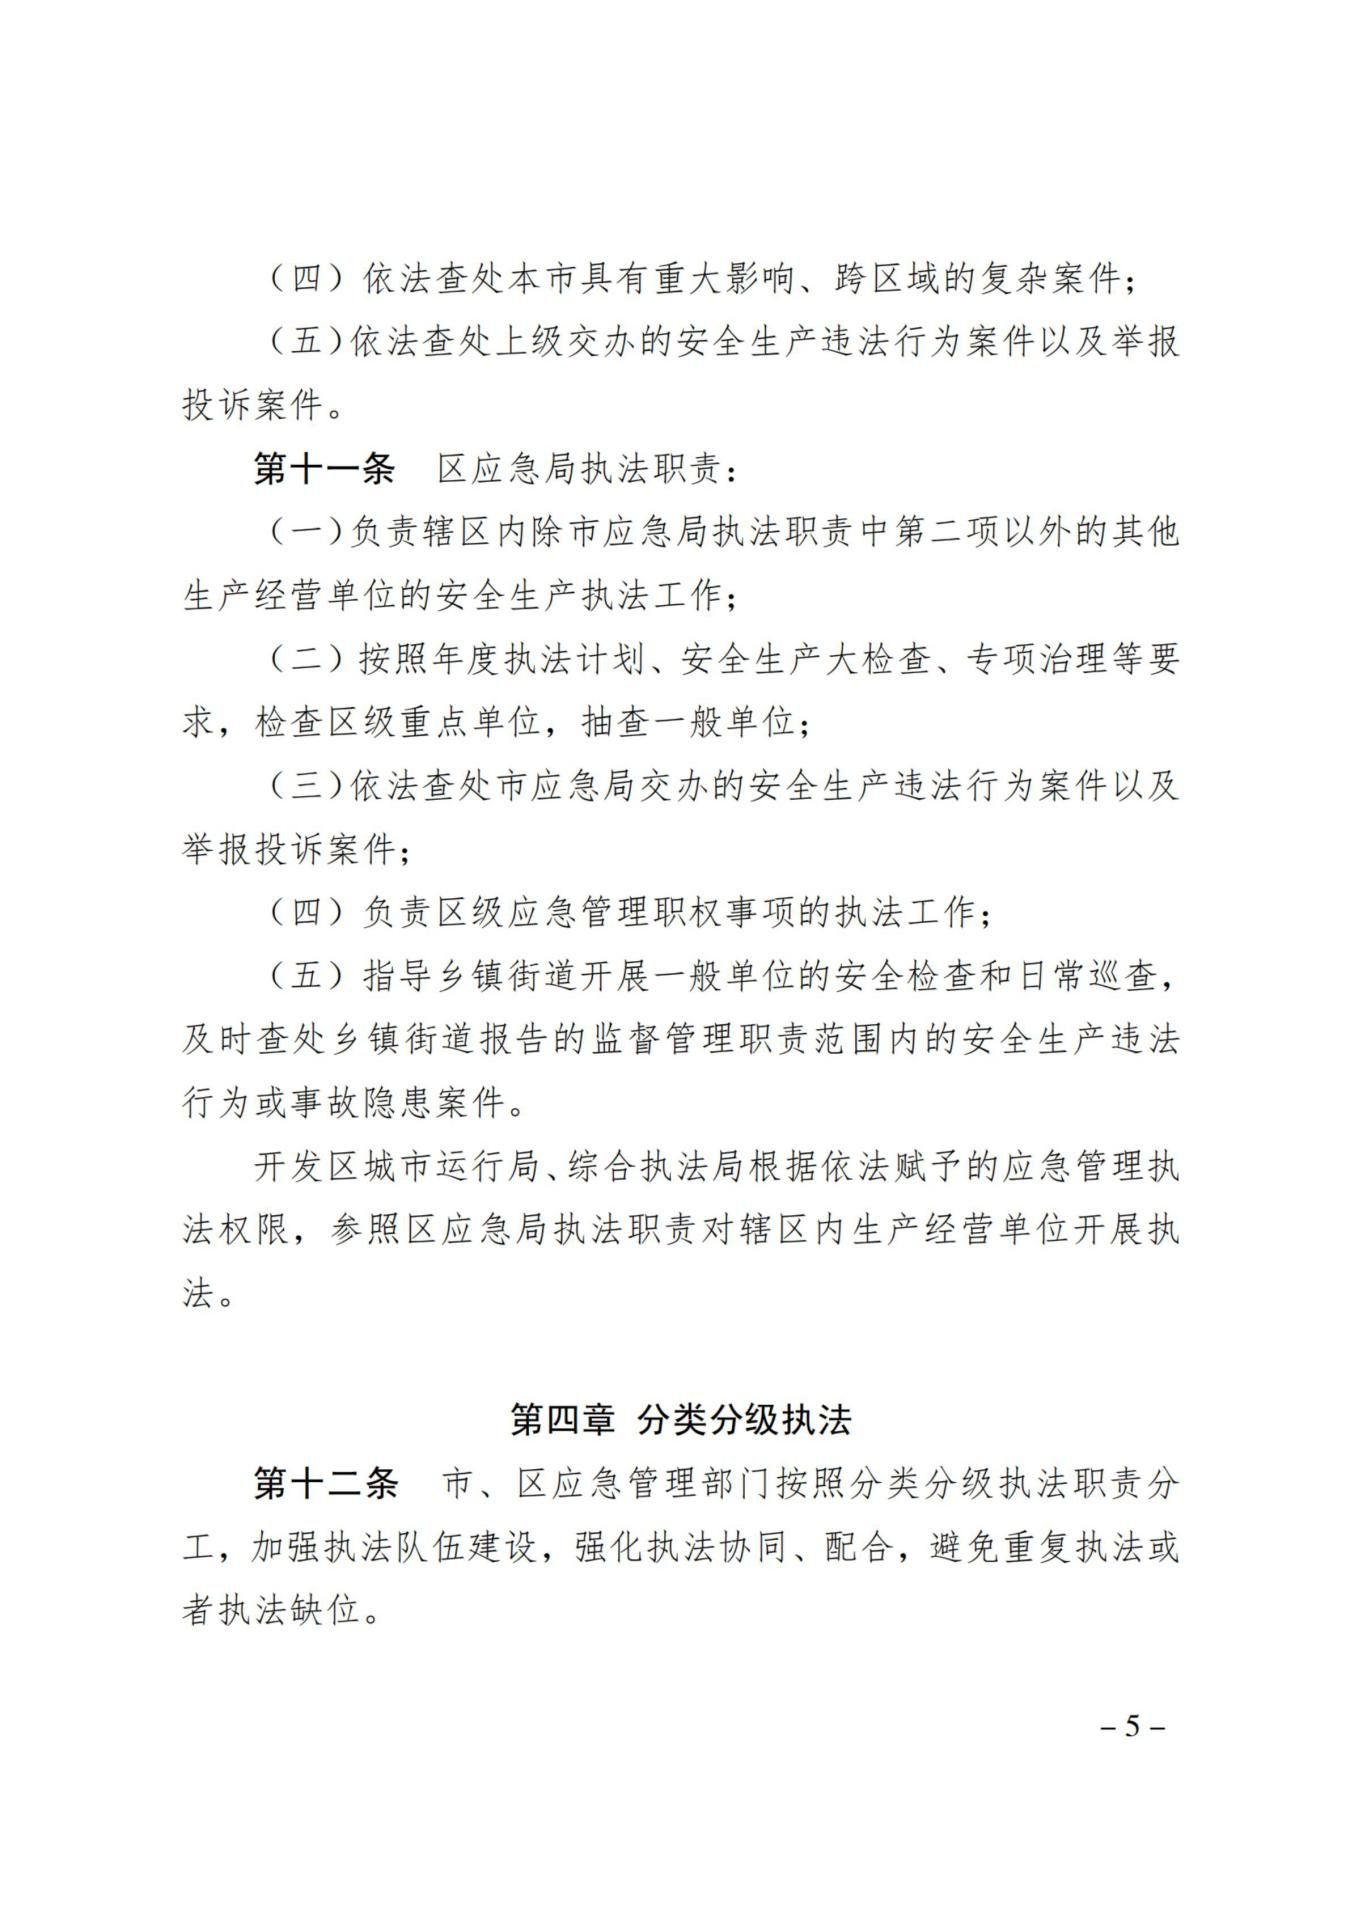 （四）依法查处本市具有重大影响、跨区域的复杂案件；
（五）依法查处上级交办的安全生产违法行为案件以及举报
投诉案件。
第十一条　区应急局执法职责：
（一）负责辖区内除市应急局执法职责中第二项以外的其他
生产经营单位的安全生产执法工作；
（二）按照年度执法计划、安全生产大检查、专项治理等要
求，检查区级重点单位，抽查一般单位；
（三）依法查处市应急局交办的安全生产违法行为案件以及
举报投诉案件；
（四）负责区级应急管理职权事项的执法工作；
（五）指导乡镇街道开展一般单位的安全检查和日常巡查，
及时查处乡镇街道报告的监督管理职责范围内的安全生产违法
行为或事故隐患案件。
开发区城市运行局、综合执法局根据依法赋予的应急管理执
法权限，参照区应急局执法职责对辖区内生产经营单位开展执
法。
第四章 分类分级执法
第十二条　市、区应急管理部门按照分类分级执法职责分
工，加强执法队伍建设，强化执法协同、配合，避免重复执法或
者执法缺位。
－5－